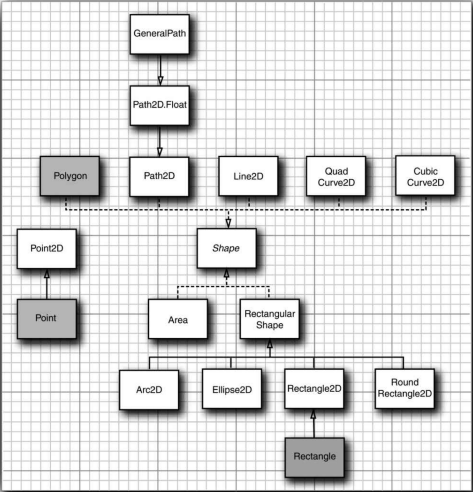 GeneralPath
Path2D.Float
Polygon
Path2D
Line2D
Quad
Curve2D
Cubic
Curve2D
Point2D
Shape
Point
Area
Rectangular
Shape
Arc2D
Ellipse2D
Rectangle2D
Round
Rectangle2D
Rectangle